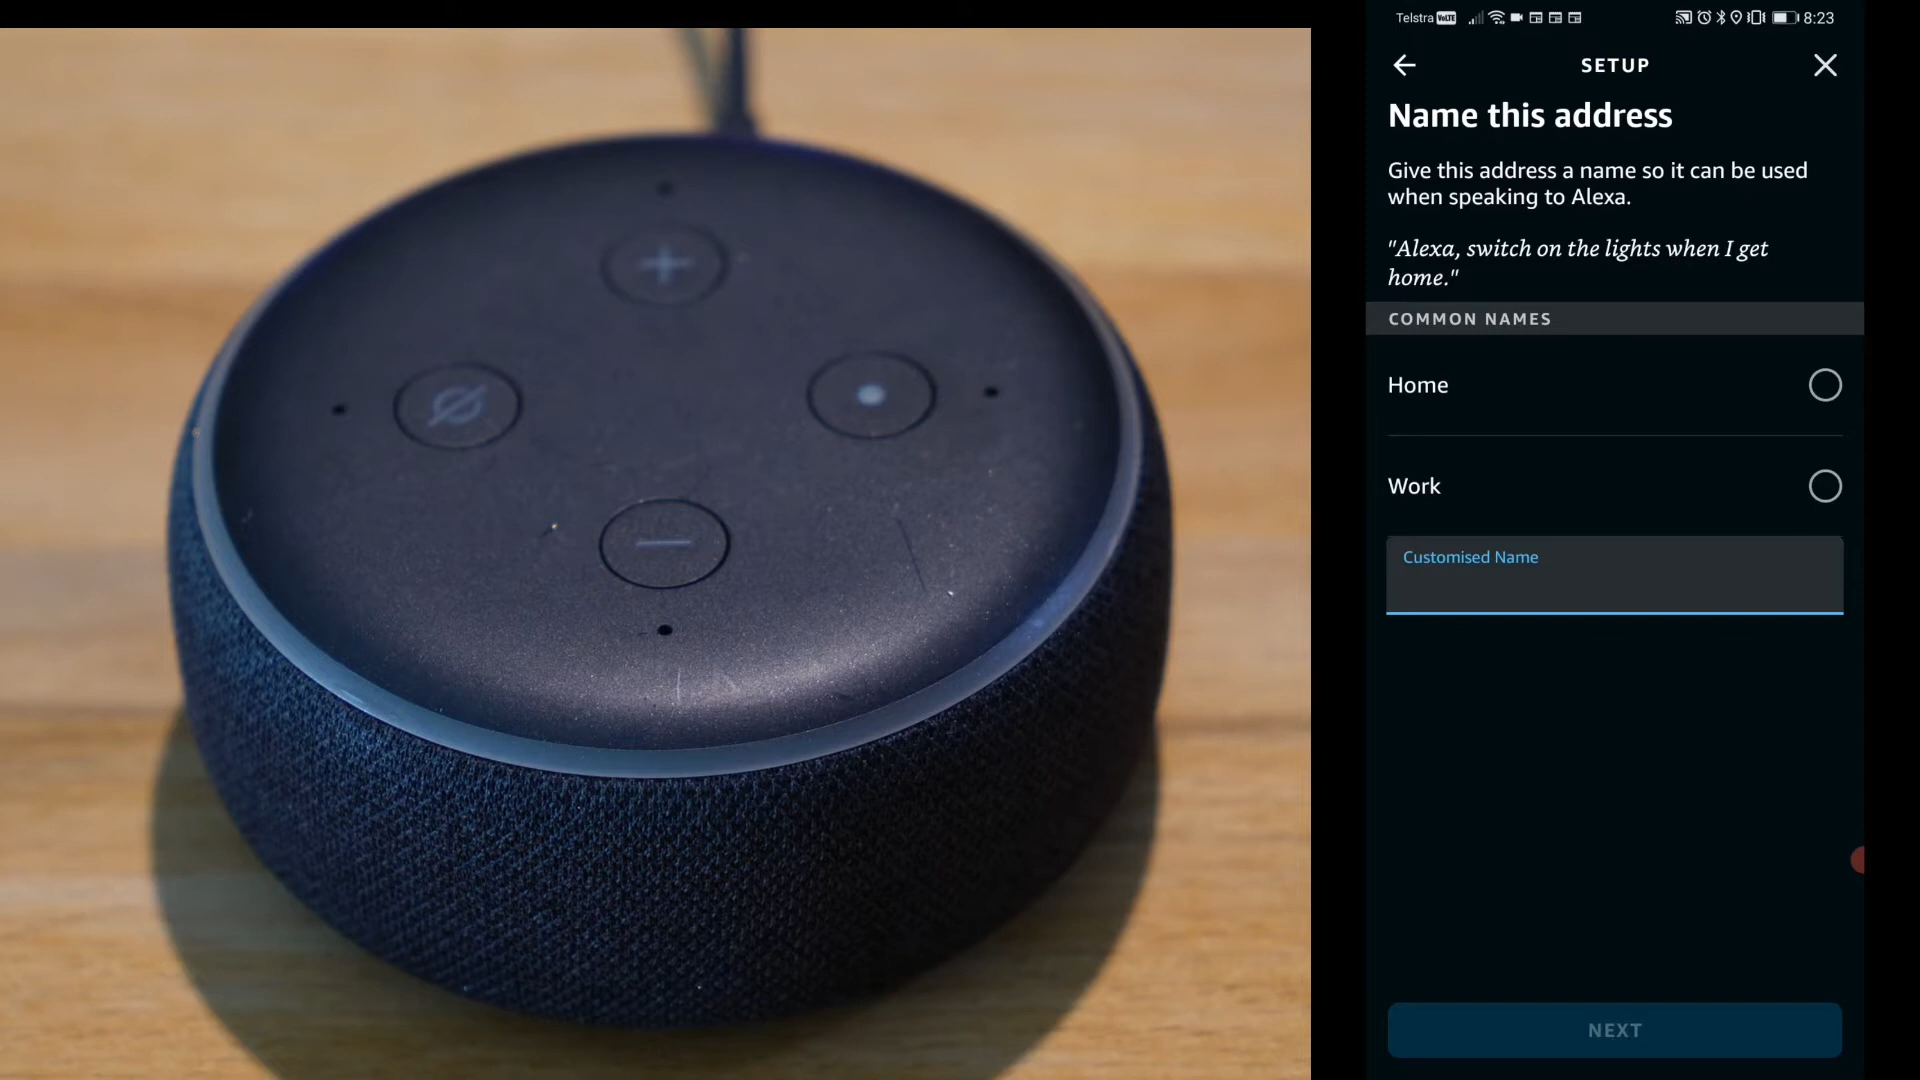 Telstra VoLTE 8:23
SETUP
Name this address
Give this address a name so it can be used
when speaking to Alexa.
"Alexa, switch on the lights when I get
home."
COMMON NAMES
Home
Work
Customised Name
NEXT